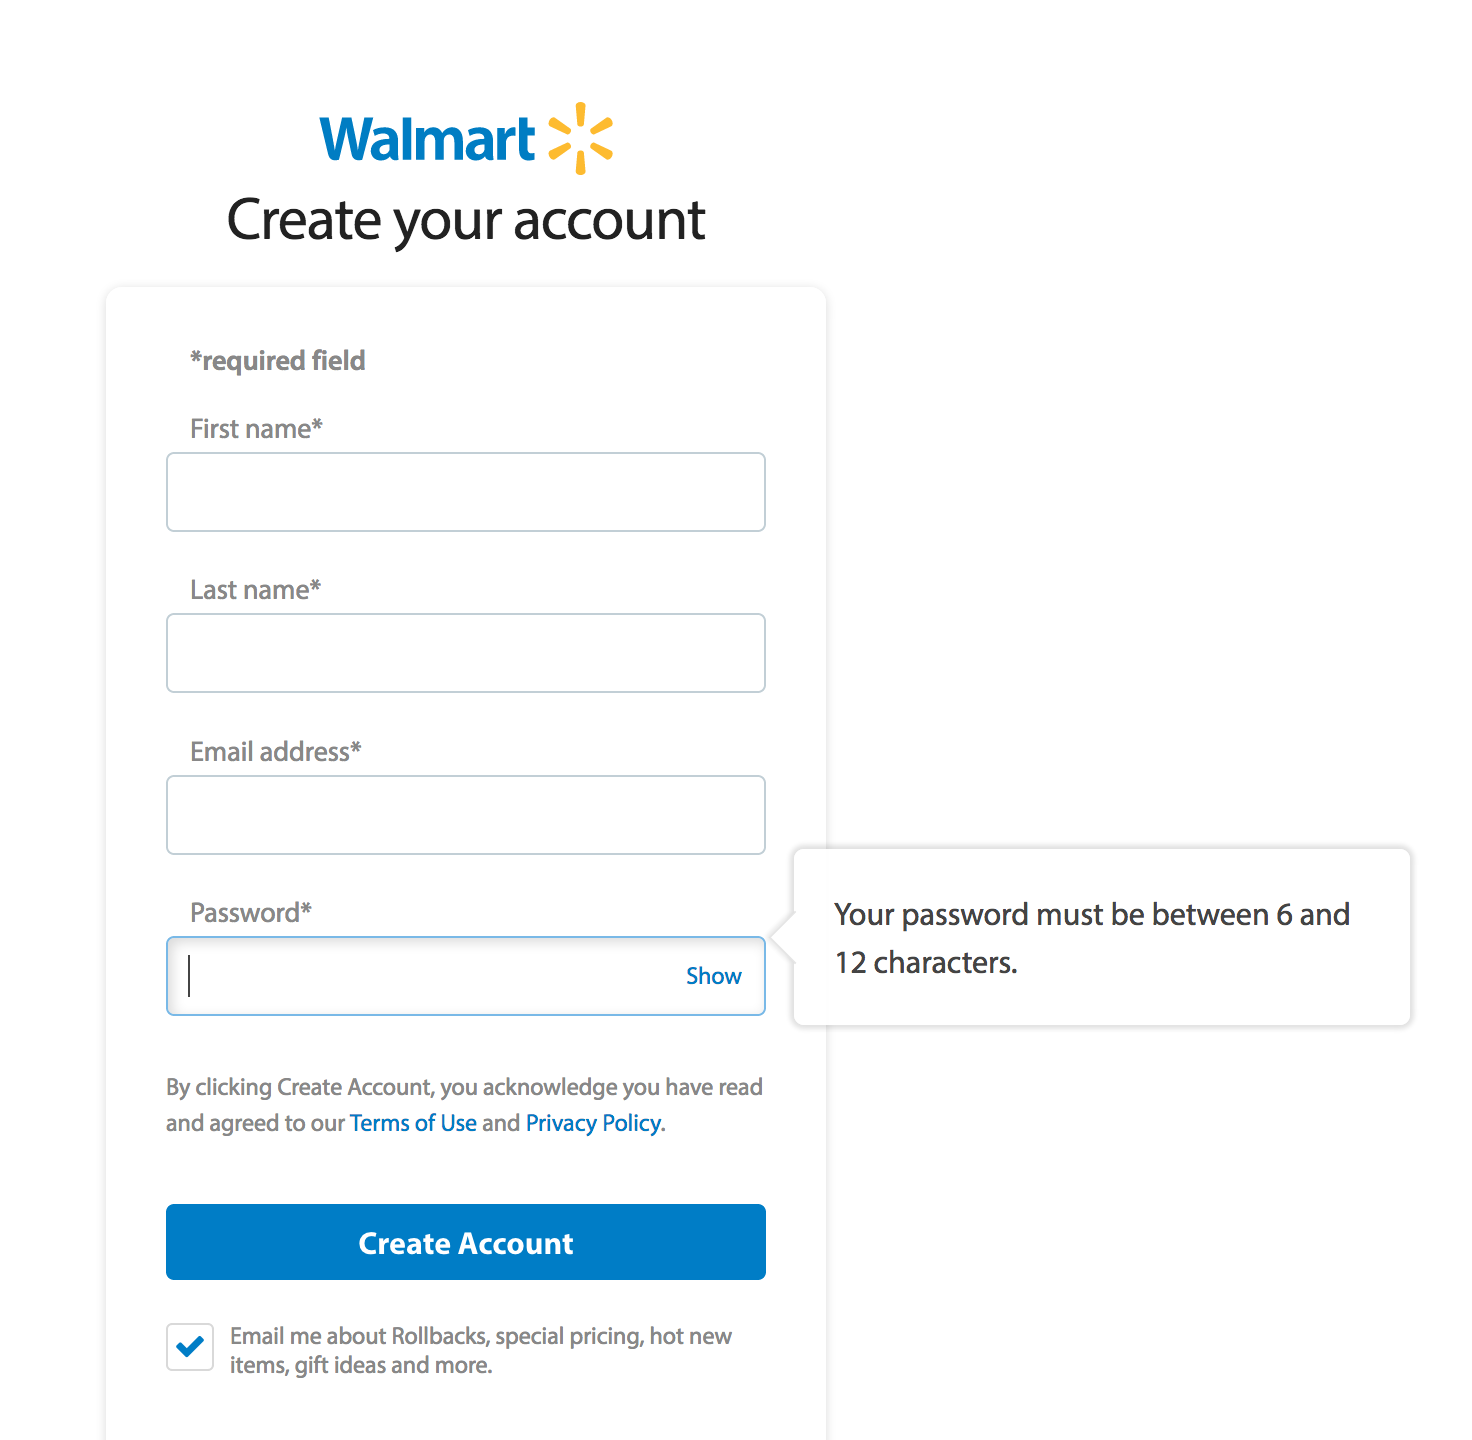 Walmart
Create your account
*required field
First name*
Last name*
Email address*
Password*
Show
Your password must be between 6 and
12 characters.
By clicking Create Account, you acknowledge you have read
and agreed to our Terms of Use and Privacy Policy.
Create Account
Email me about Rollbacks, special pricing, hot new
items, gift ideas and more.